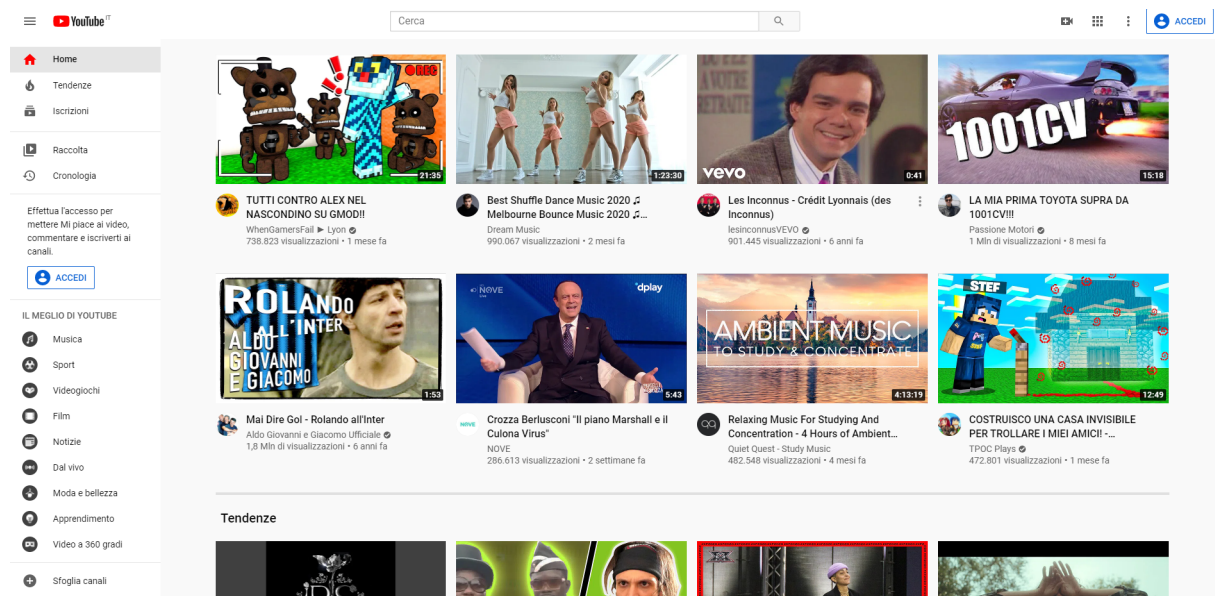 YouTube IT
Cerca
ACCEDI
Home
Tendenze
Iscrizioni
Raccolta
Cronologia
Effettua l'accesso per
mettere Mi piace ai video,
commentare e iscriverti ai
canali.
ACCEDI
IL MEGLIO DI YOUTUBE
Musica
Sport
Videogiochi
Film
Notizie
Dal vivo
Moda e bellezza
Apprendimento
Video a 360 gradi
Sfoglia canali
REC
21:35
TUTTI CONTRO ALEX NEL
NASCONDINO SU GMOD!!
WhenGamersFail ► Lyon
738.823 visualizzazioni • 1 mese fa
1:23:30
Best Shuffle Dance Music 2020 ♫
Melbourne Bounce Music 2020 ♫...
Dream Music
990.067 visualizzazioni • 2 mesi fa
A VOTRE
RETRAITE
vevo
0:41
Les Inconnus - Crédit Lyonnais (des
Inconnus)
lesinconnusVEVO
901.445 visualizzazioni • 6 anni fa
1001CV
15:18
LA MIA PRIMA TOYOTA SUPRA DA
1001CV!!!
Passione Motori
1 Mln di visualizzazioni • 8 mesi fa
ROLANDO
ALL'INTER
ALDO
GIOVANNI
E GIACOMO
1:53
Mai Dire Gol - Rolando all'Inter
Aldo Giovanni e Giacomo Ufficiale
1,8 Mln di visualizzazioni • 6 anni fa
NOVE
dplay
5:43
NOVE
Crozza Berlusconi "Il piano Marshall e il
Culona Virus"
NOVE
286.613 visualizzazioni • 2 settimane fa
AMBIENT MUSIC
TO STUDY & CONCENTRATE
4:13:19
Relaxing Music For Studying And
Concentration - 4 Hours of Ambient...
Quiet Quest - Study Music
482.548 visualizzazioni • 4 mesi fa
STEF
12:49
COSTRUISCO UNA CASA INVISIBILE
PER TROLLARE I MIEI AMICI! -...
TPOC Plays
472.801 visualizzazioni • 1 mese fa
Tendenze